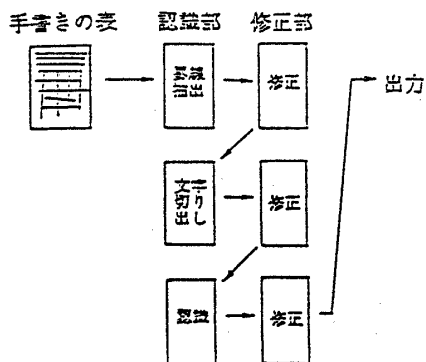 手書きの表 認識部 修正部
罫線
抽出
修正
出力
文字
切り
出し
修正
認識
修正